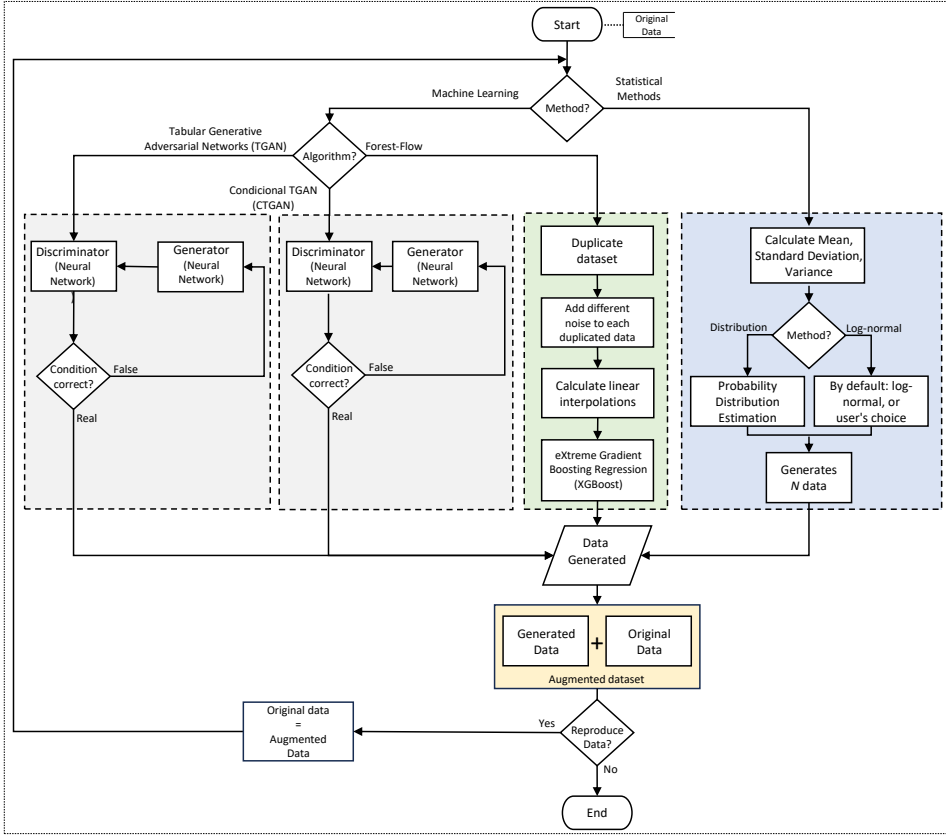 Start
Original
Data
Machine Learning
Statistical
Methods
Method?
Tabular Generative
Adversarial Networks (TGAN)
Algorithm?
Forest-Flow
Condicional TGAN
(CTGAN)
Discriminator
(Neural
Network)
Generator
(Neural
Network)
Condition
correct?
False
Real
Discriminator
(Neural
Network)
Generator
(Neural
Network)
Condition
correct?
False
Real
Duplicate
dataset
Add different
noise to each
duplicated data
Calculate linear
interpolations
eXtreme Gradient
Boosting Regression
(XGBoost)
Calculate Mean,
Standard Deviation,
Variance
Distribution
Method?
Log-normal
Probability
Distribution
Estimation
By default: log-
normal, or
user's choice
Generates
N data
Data
Generated
Generated
Data
+
Original
Data
Augmented dataset
Reproduce
Data?
Yes
Original data
=
Augmented
Data
No
End